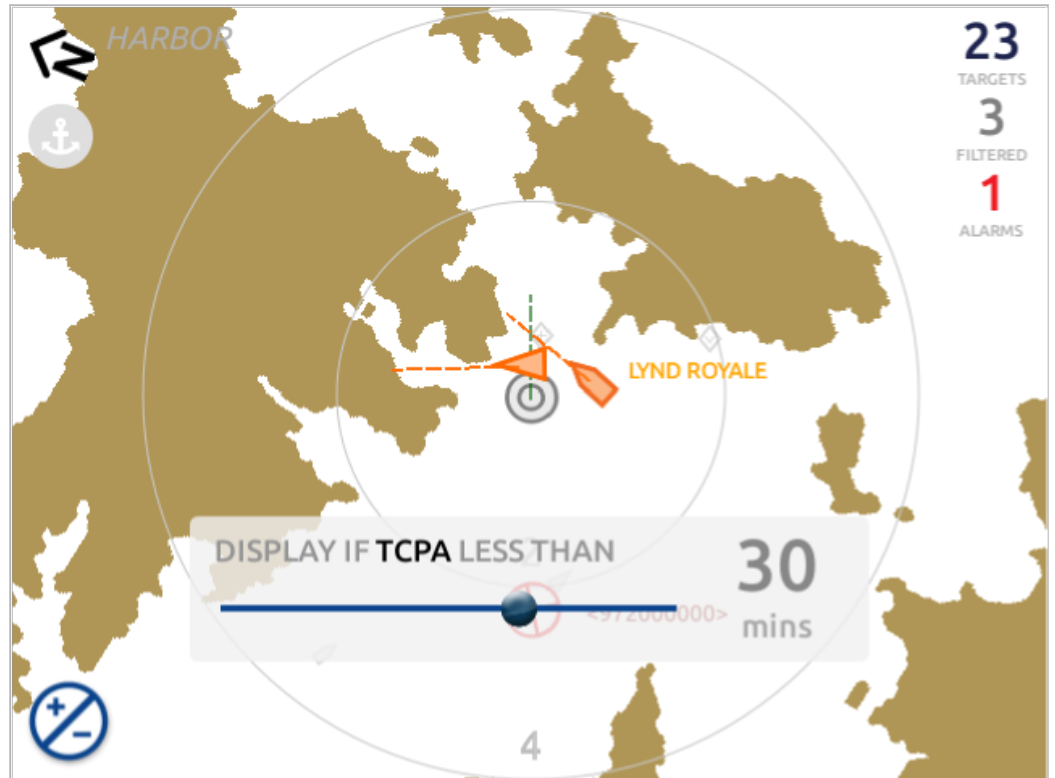 N
HARBOR
23
TARGETS
3
FILTERED
1
ALARMS
LYND ROYALE
DISPLAY IF TCPA LESS THAN
30
mins
<972000000>
4